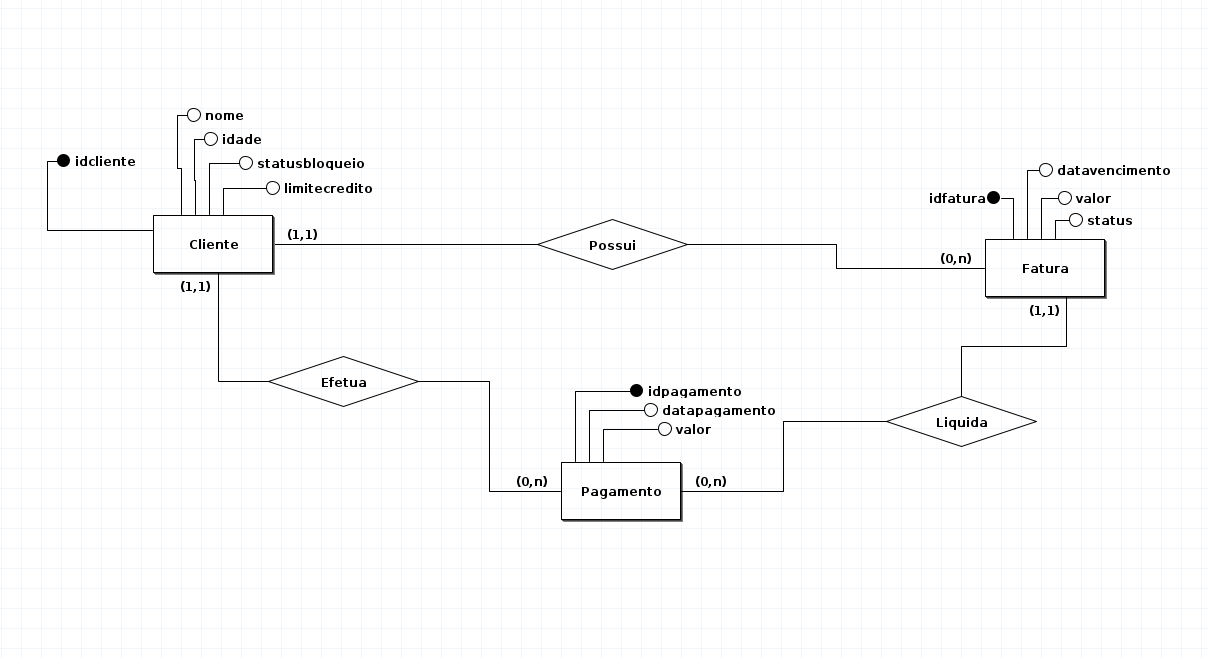 nome
idade
idcliente
statusbloqueio
limitecredito
Cliente
(1,1)
(1,1)
Possui
datavencimento
idfatura
valor
status
(0,n)
Fatura
(1,1)
Efetua
idpagamento
datapagamento
valor
Liquida
(0,n)
Pagamento
(0,n)